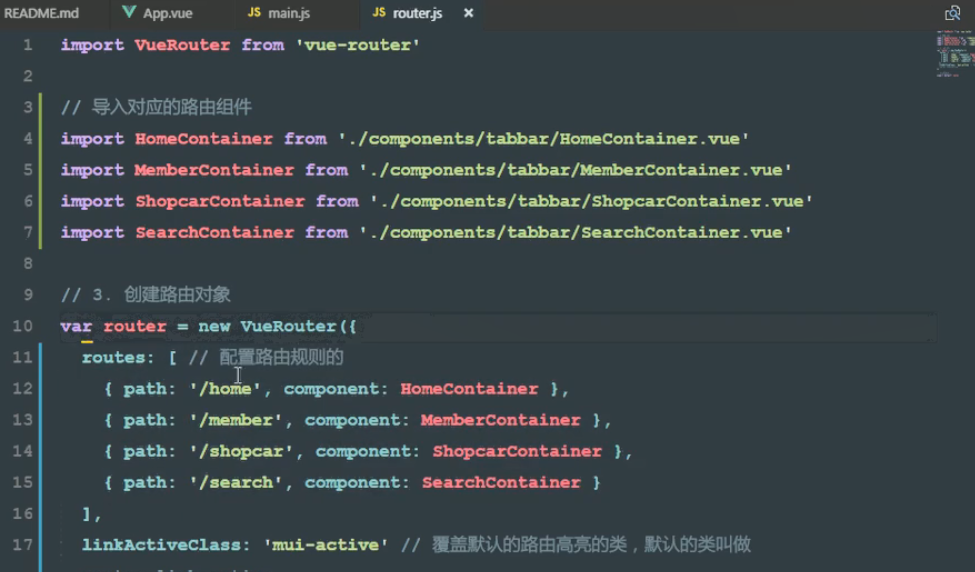 README.md App.vue JS main.js JS router.js ×
1 import VueRouter from 'vue-router'
2
3 // 导入对应的路由组件
4 import HomeContainer from './components/tabbar/HomeContainer.vue'
5 import MemberContainer from './components/tabbar/MemberContainer.vue'
6 import ShopcarContainer from './components/tabbar/ShopcarContainer.vue'
7 import SearchContainer from './components/tabbar/SearchContainer.vue'
8
9 // 3. 创建路由对象
10 var router = new VueRouter({
11 routes: [ // 配置路由规则的
12 { path: '/home', component: HomeContainer },
13 { path: '/member', component: MemberContainer },
14 { path: '/shopcar', component: ShopcarContainer },
15 { path: '/search', component: SearchContainer }
16 ],
17 linkActiveClass: 'mui-active' // 覆盖默认的路由高亮的类，默认的类叫做